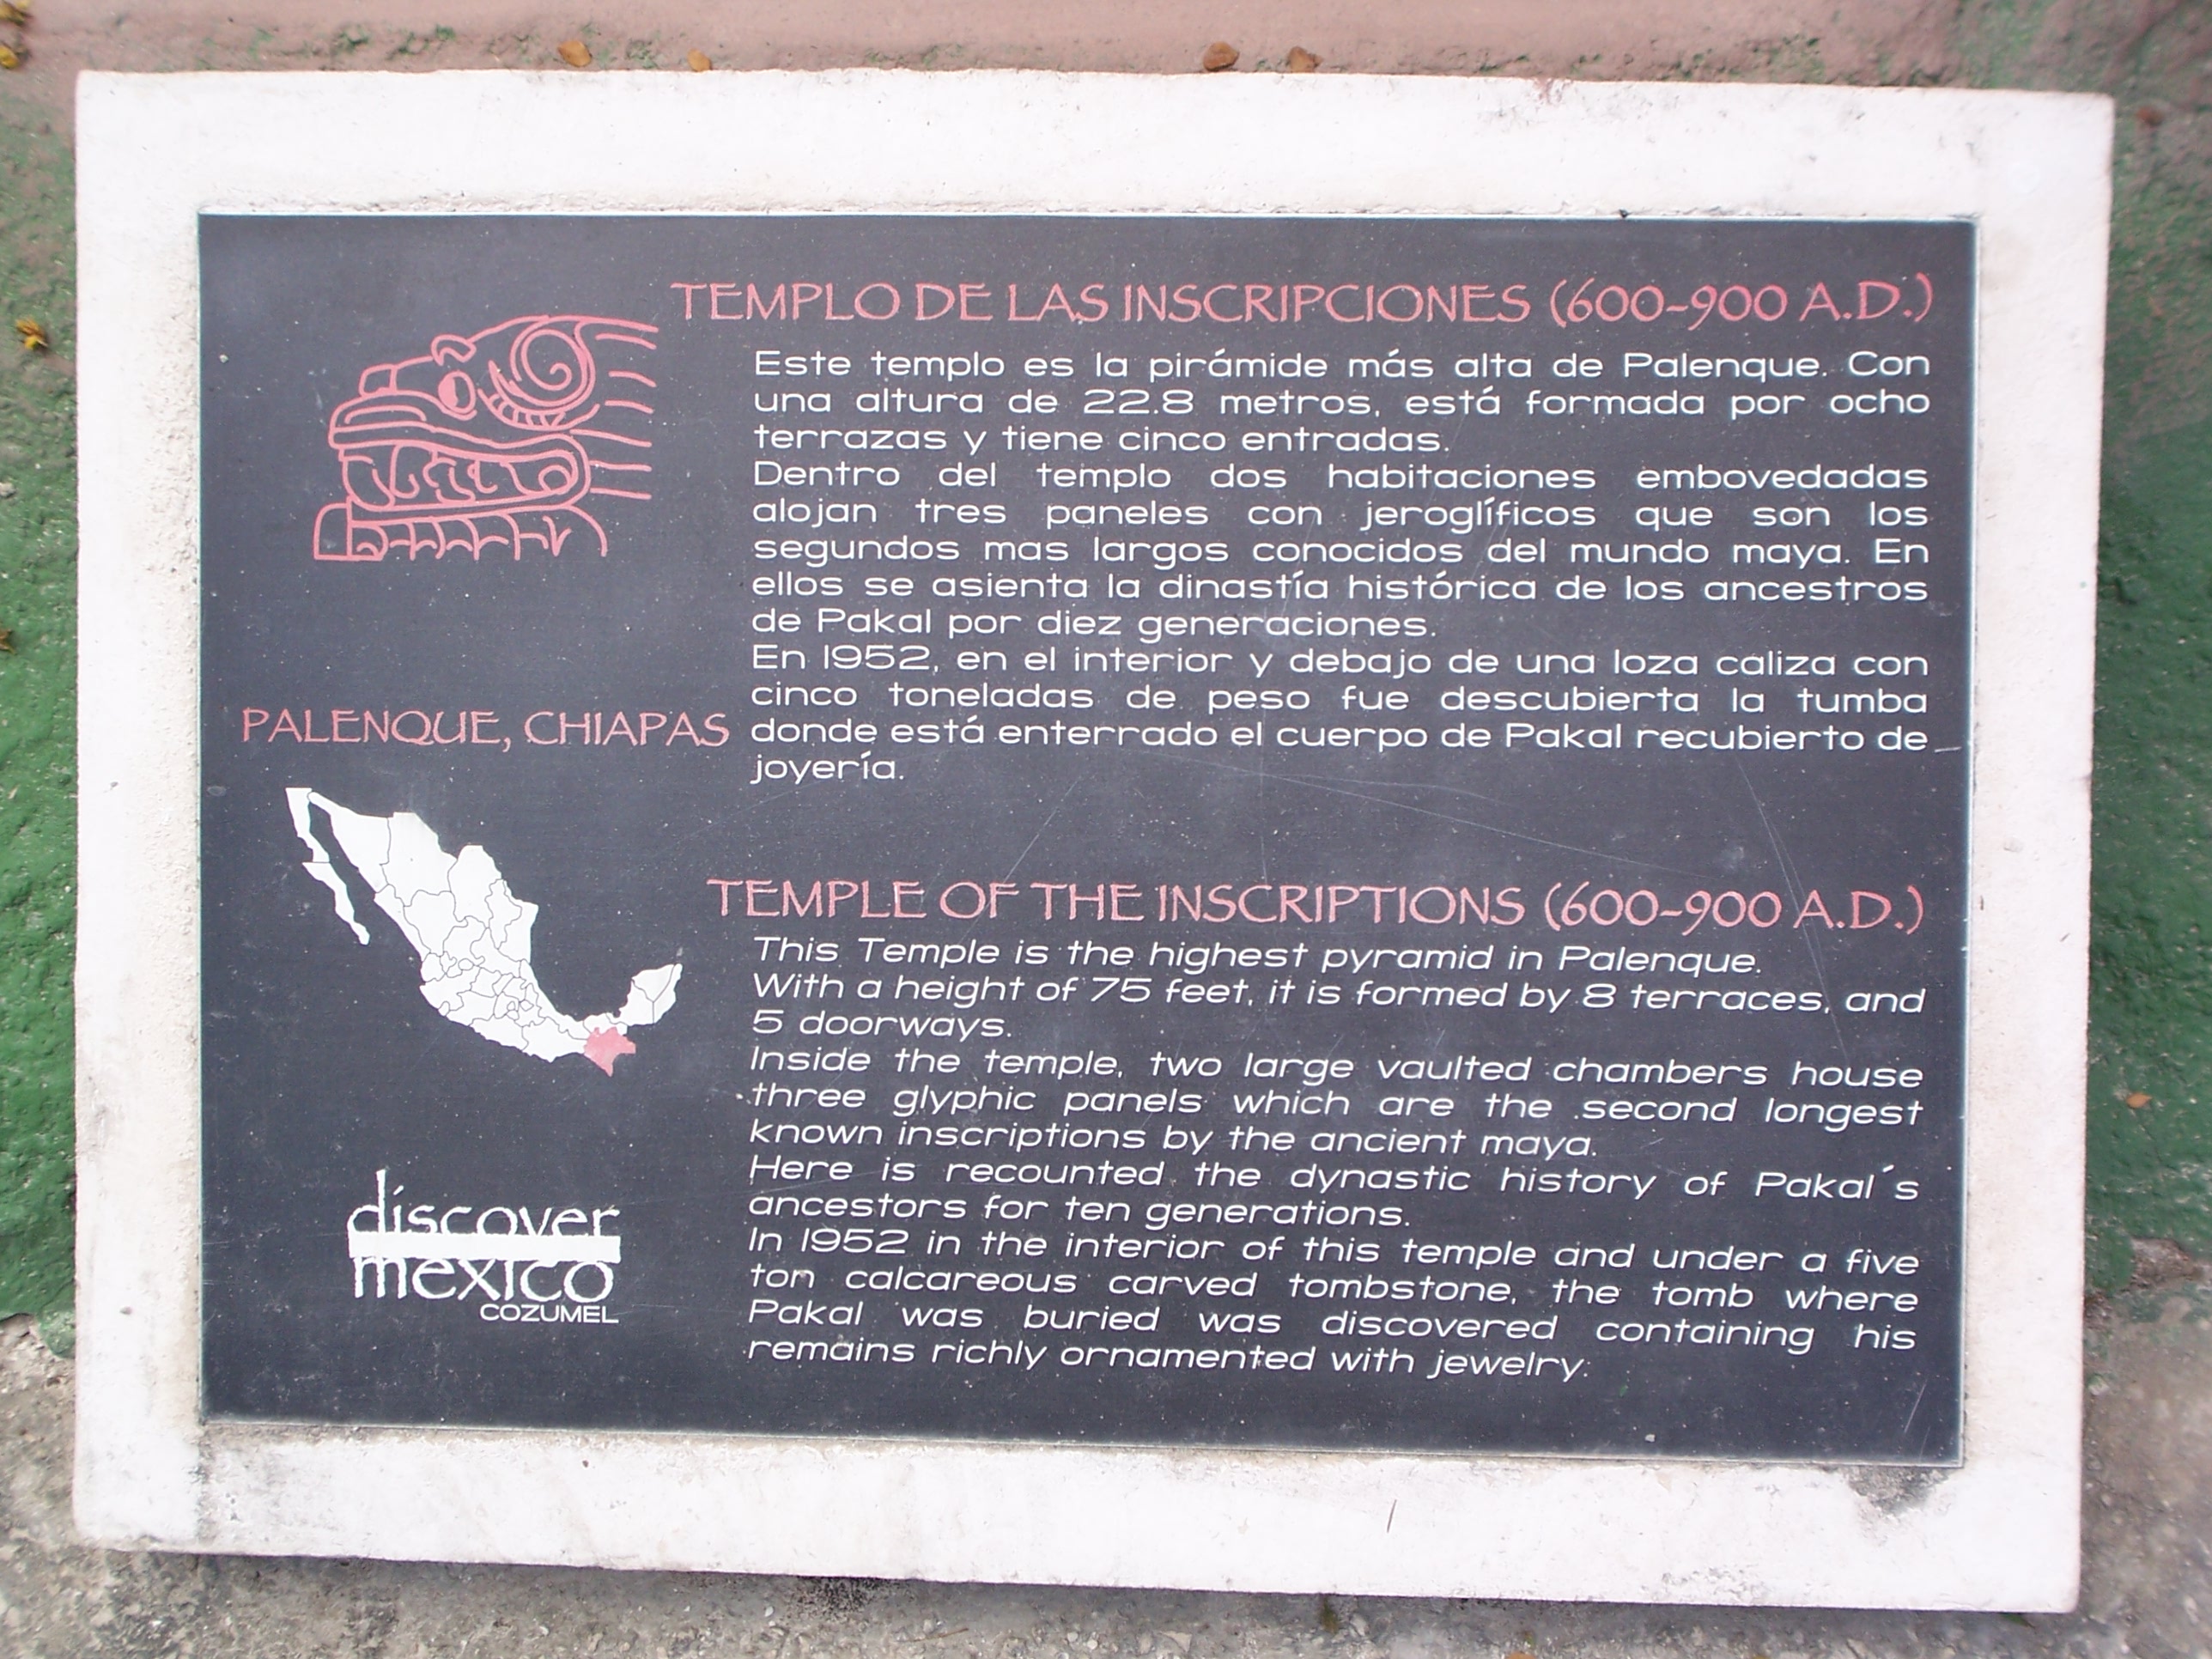 TEMPLO DE LAS INSCRIPCIONES (600-900 A.D.)
Este templo es la pirámide más alta de Palenque. Con
una altura de 22.8 metros, está formada por ocho
terrazas y tiene cinco entradas.
Dentro del templo dos habitaciones embovedadas
alojan tres paneles con jeroglíficos que son los
segundos mas largos conocidos del mundo maya. En
ellos se asienta la dinastía histórica de los ancestros
de Pakal por diez generaciones.
En 1952, en el interior y debajo de una loza caliza con
cinco toneladas de peso fue descubierta la tumba
donde está enterrado el cuerpo de Pakal recubierto de
joyería.
PALENQUE, CHIAPAS
TEMPLE OF THE INSCRIPTIONS (600-900 A.D.)
This Temple is the highest pyramid in Palenque.
With a height of 75 feet, it is formed by 8 terraces, and
5 doorways.
Inside the temple, two large vaulted chambers house
three glyphic panels which are the second longest
known inscriptions by the ancient maya.
Here is recounted the dynastic history of Pakal´s
ancestors for ten generations.
In 1952 in the interior of this temple and under a five
ton calcareous carved tombstone, the tomb where
Pakal was buried was discovered containing his
remains richly ornamented with jewelry.
discover
mexico
COZUMEL